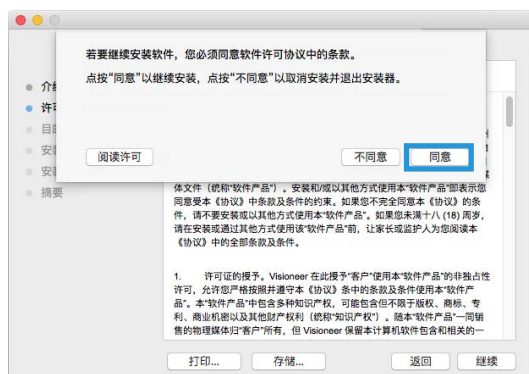 若要继续安装软件，您必须同意软件许可协议中的条款。
点按“同意”以继续安装，点按“不同意”以取消安装并退出安装器。
阅读许可
不同意
同意
介绍
许可
目的
安装
安装
摘要
体文件（统称“软件产品”）。安装和/或以其他方式使用本“软件产品”即表示您
同意受本《协议》中条款及条件的约束。如果您不完全同意本《协议》的条
件，请不要安装或以其他方式使用本“软件产品”。如果您未满十八 (18) 周岁，
请在安装或通过其他方式使用该“软件产品”前，让家长或监护人为您阅读本
《协议》中的全部条款及条件。
1. 许可证的授予。Visioneer 在此授予“客户”使用本“软件产品”的非独占性
许可，允许您严格按照并遵守本《协议》条中的条款及条件使用本“软件产
品”。本“软件产品”中包含多种知识产权，可能包含但不限于版权、商标、专
利、商业机密以及其他财产权利（统称“知识产权”）。随本“软件产品”一同销
售的物理媒体归“客户”所有，但 Visioneer 保留本计算机软件包含和相关的一
打印...
存储...
返回
继续